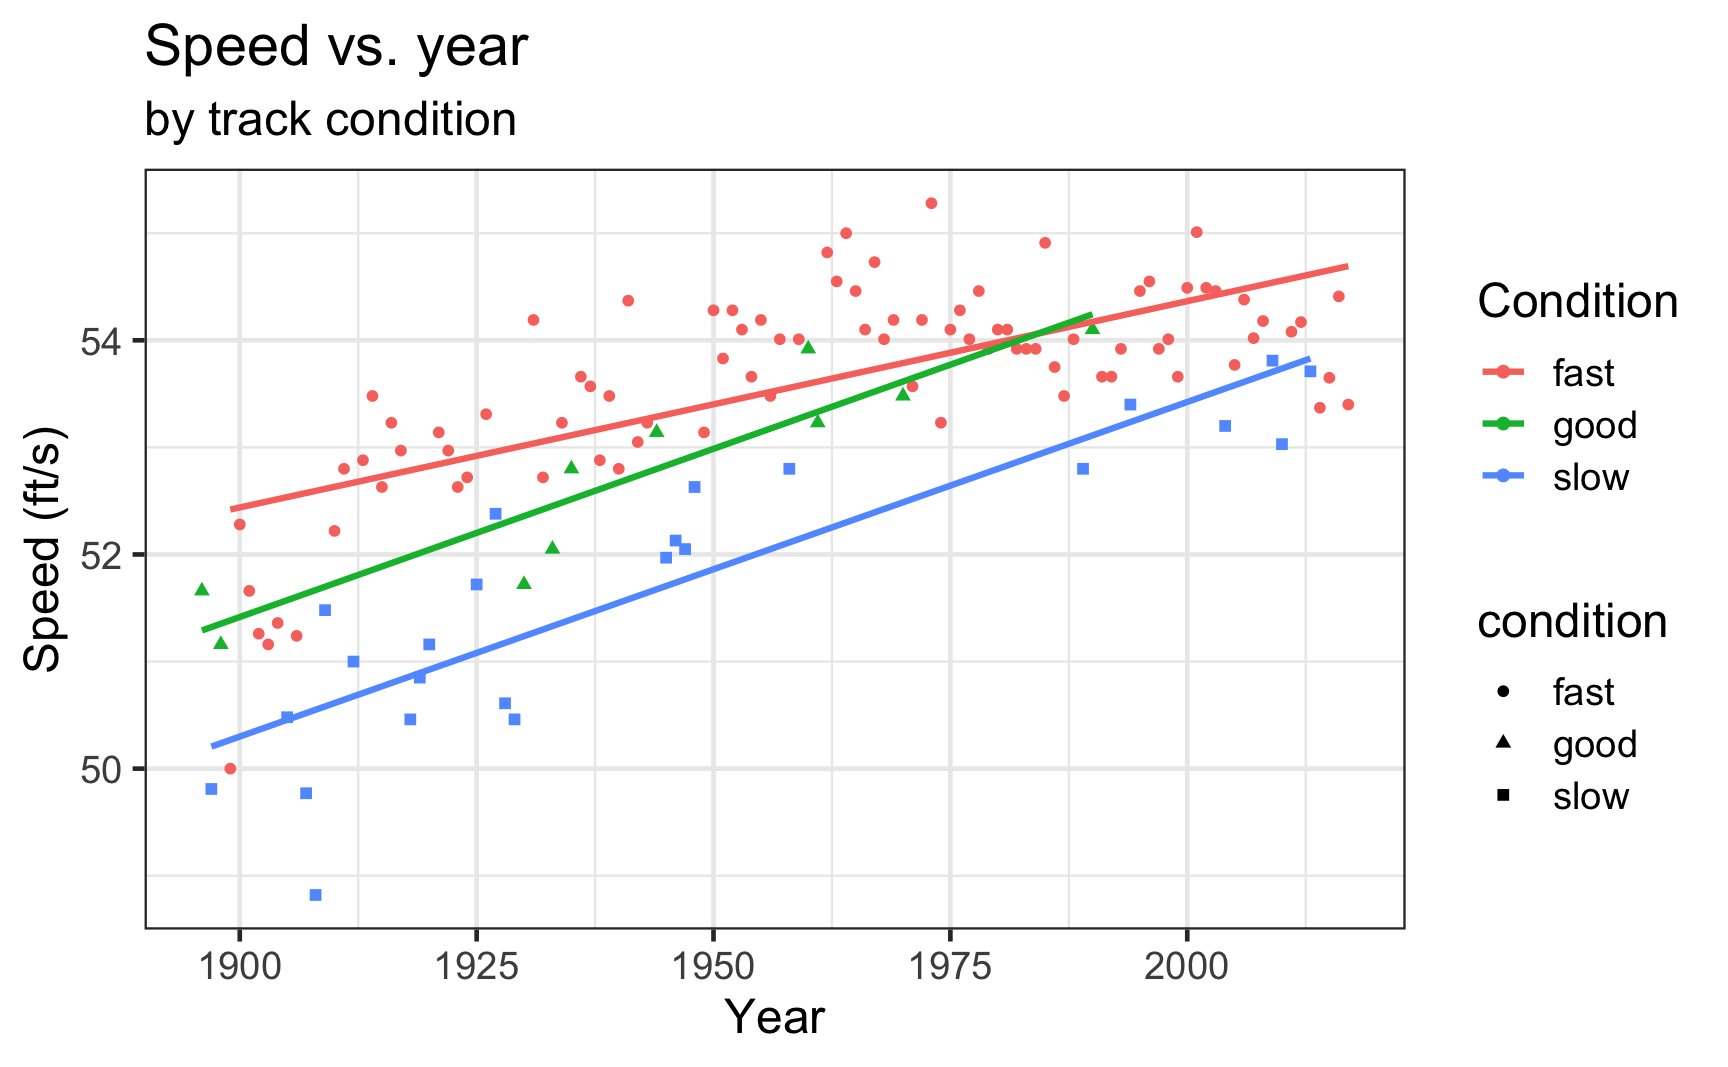 Speed vs. year
by track condition
Speed (ft/s)
54
52
50
1900 1925 1950 1975 2000
Year
Condition
fast
good
slow
condition
fast
good
slow